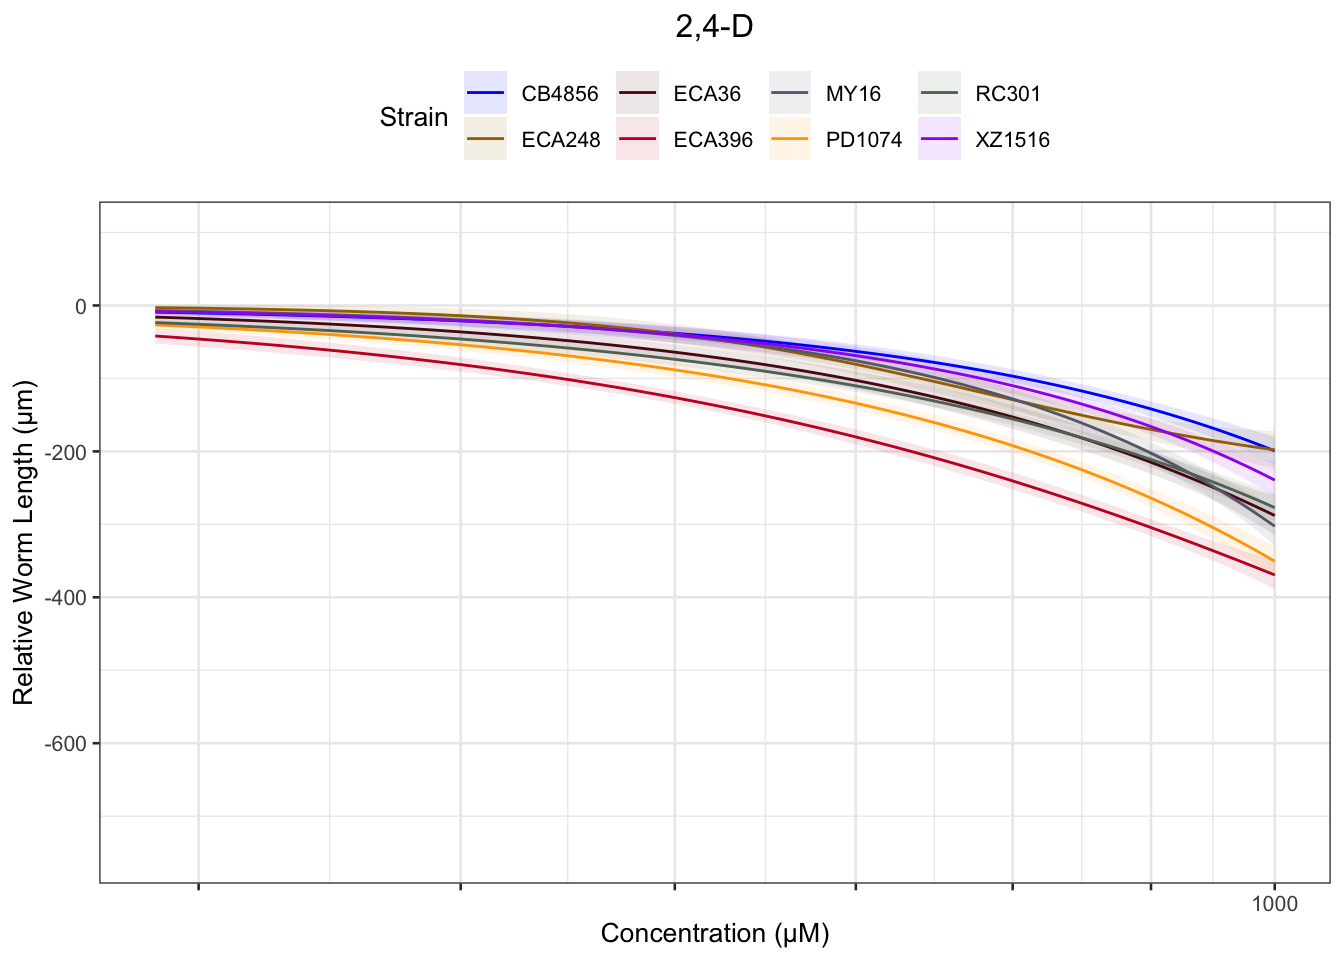 2,4-D
Strain
CB4856 ECA36 MY16 RC301
ECA248 ECA396 PD1074 XZ1516
Relative Worm Length (µm)
0
-200
-400
-600
1000
Concentration (µM)